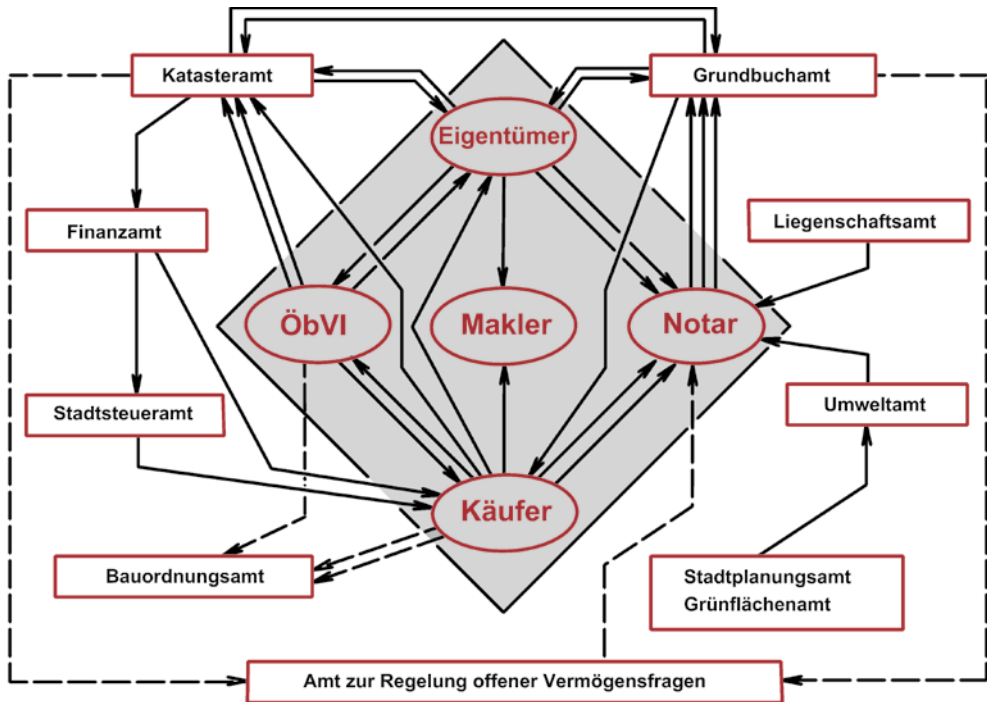 Katasteramt
Grundbuchamt
Eigentümer
Finanzamt
Liegenschaftsamt
ÖbVI
Makler
Notar
Stadtsteueramt
Umweltamt
Käufer
Bauordnungsamt
Stadtplanungsamt
Grünflächenamt
Amt zur Regelung offener Vermögensfragen